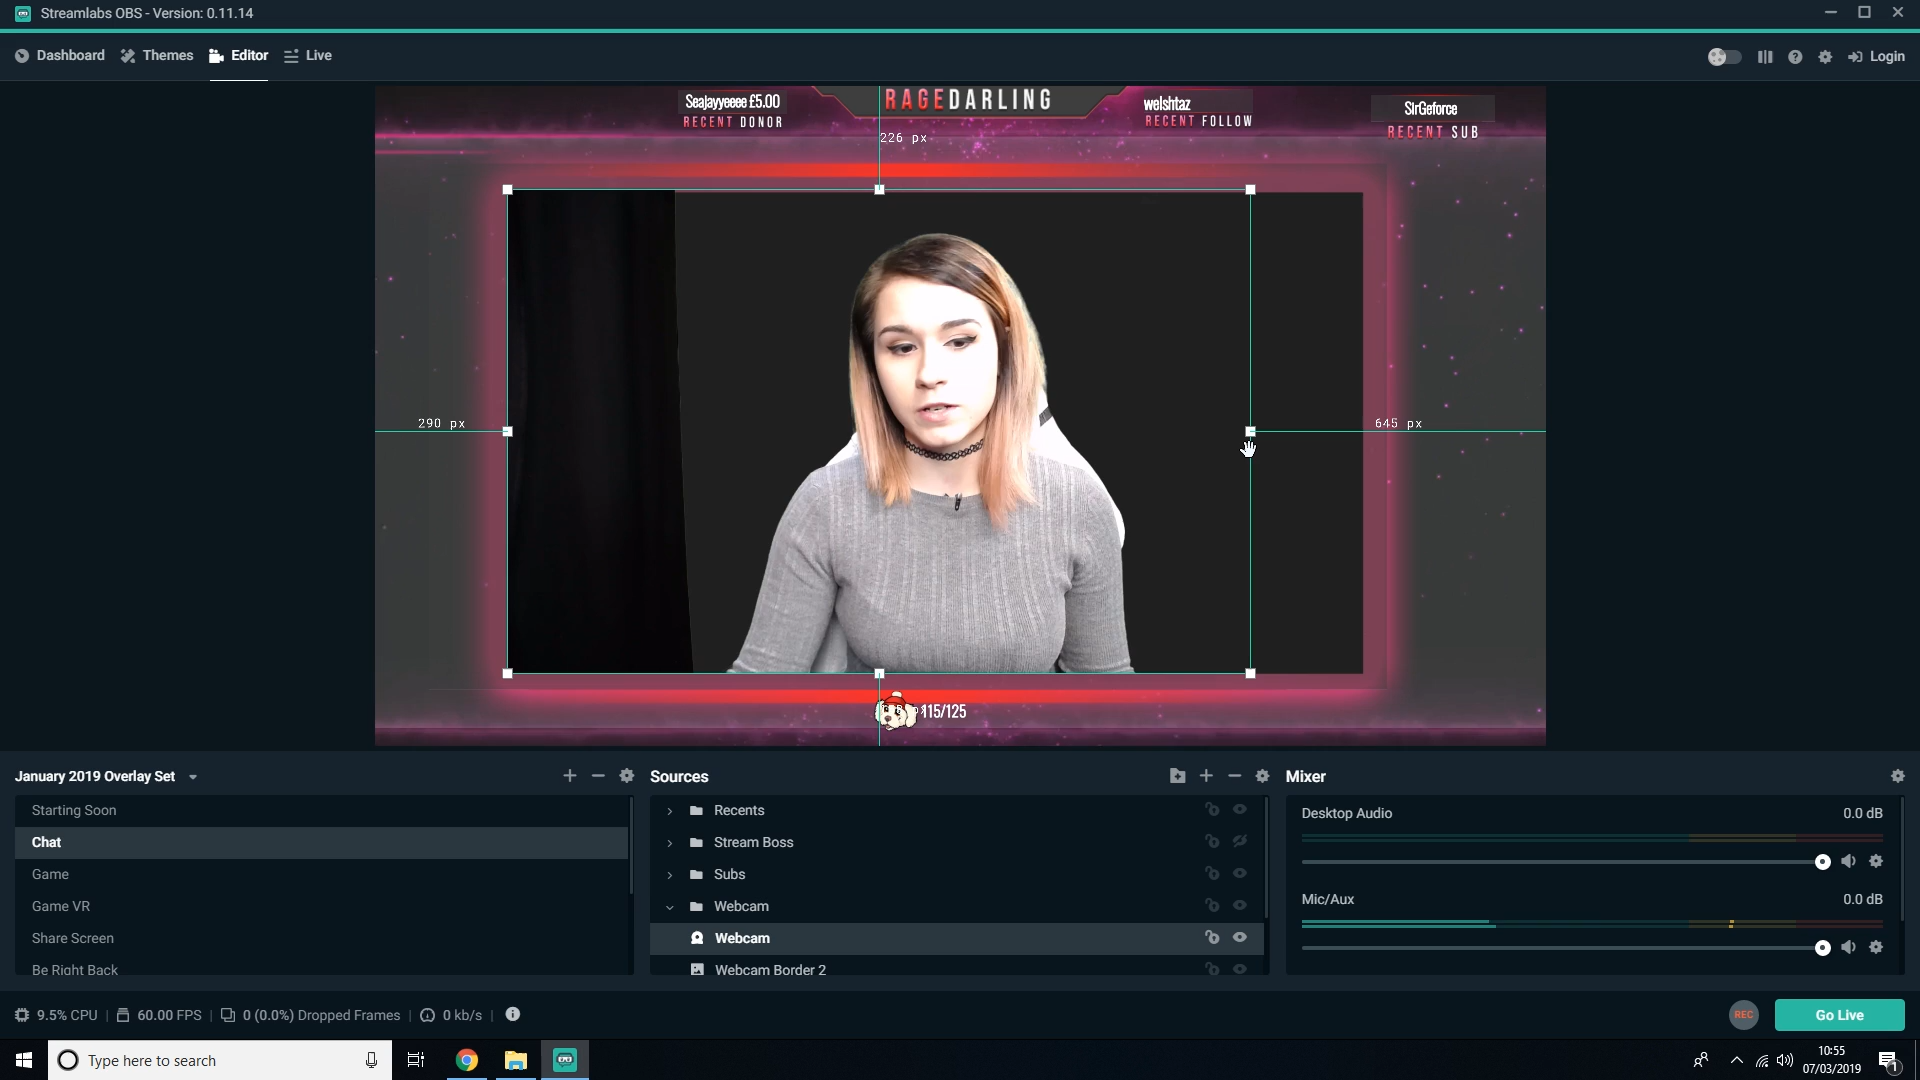 Streamlabs OBS - Version: 0.11.14
Dashboard Themes Editor Live
Login
Seajayyeeee £5.00
RECENT DONOR
RAGEDARLING
welshtaz
RECENT FOLLOW
SirGeforce
RECENT SUB
226 px
290 px
645 px
115/125
January 2019 Overlay Set
Starting Soon
Chat
Game
Game VR
Share Screen
Be Right Back
Sources
Recents
Stream Boss
Subs
Webcam
Webcam
Webcam Border 2
Mixer
Desktop Audio 0.0 dB
Mic/Aux 0.0 dB
9.5% CPU | 60.00 FPS | 0 (0.0%) Dropped Frames | 0 kb/s |
REC
Go Live
Type here to search
10:55
07/03/2019
1